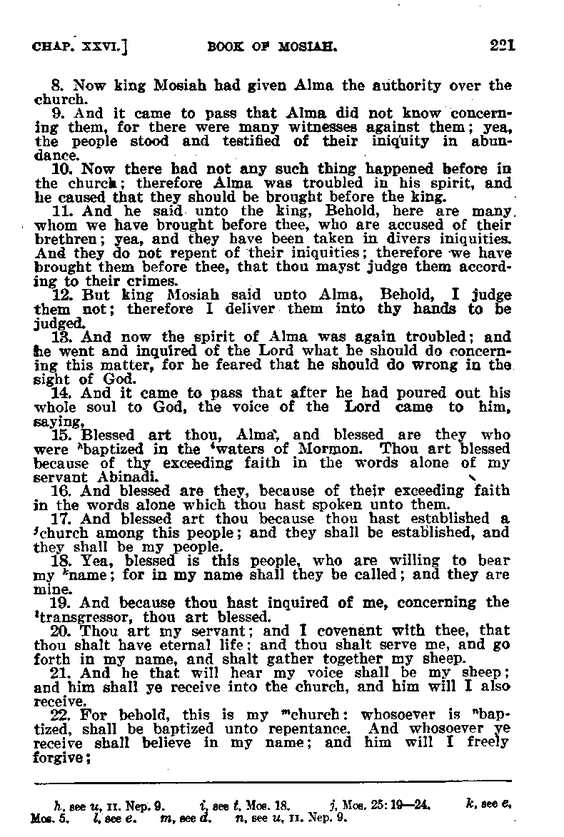 CHAP. XXVI.] BOOK OF MOSIAH. 221
8. Now king Mosiah had given Alma the authority over the
church.
9. And it came to pass that Alma did not know concern-
ing them, for there were many witnesses against them; yea,
the people stood and testified of their iniquity in abun-
dance.
10. Now there had not any such thing happened before in
the church; therefore Alma was troubled in his spirit, and
he caused that they should be brought before the king.
11. And he said unto the king, Behold, here are many
whom we have brought before thee, who are accused of their
brethren; yea, and they have been taken in divers iniquities.
And they do not repent of their iniquities; therefore we have
brought them before thee, that thou mayst judge them accord-
ing to their crimes.
12. But king Mosiah said unto Alma, Behold, I judge
them not; therefore I deliver them into thy hands to be
judged.
13. And now the spirit of Alma was again troubled; and
he went and inquired of the Lord what he should do concern-
ing this matter, for he feared that he should do wrong in the
sight of God.
14. And it came to pass that after he had poured out his
whole soul to God, the voice of the Lord came to him,
saying,
15. Blessed art thou, Alma, and blessed are they who
were ʰbaptized in the ⁱwaters of Mormon. Thou art blessed
because of thy exceeding faith in the words alone of my
servant Abinadi.
16. And blessed are they, because of their exceeding faith
in the words alone which thou hast spoken unto them.
17. And blessed art thou because thou hast established a
ʲchurch among this people; and they shall be established, and
they shall be my people.
18. Yea, blessed is this people, who are willing to bear
my ᵏname; for in my name shall they be called; and they are
mine.
19. And because thou hast inquired of me, concerning the
ˡtransgressor, thou art blessed.
20. Thou art my servant; and I covenant with thee, that
thou shalt have eternal life; and thou shalt serve me, and go
forth in my name, and shalt gather together my sheep.
21. And he that will hear my voice shall be my sheep;
and him shall ye receive into the church, and him will I also
receive.
22. For behold, this is my ᵐchurch: whosoever is ⁿbap-
tized, shall be baptized unto repentance. And whosoever ye
receive shall believe in my name; and him will I freely
forgive;
h, see u, II. Nep. 9. i, see t, Mos. 18. j, Mos. 25: 19—24. k, see e,
Mos. 5. l, see e. m, see d. n, see u, II. Nep. 9.